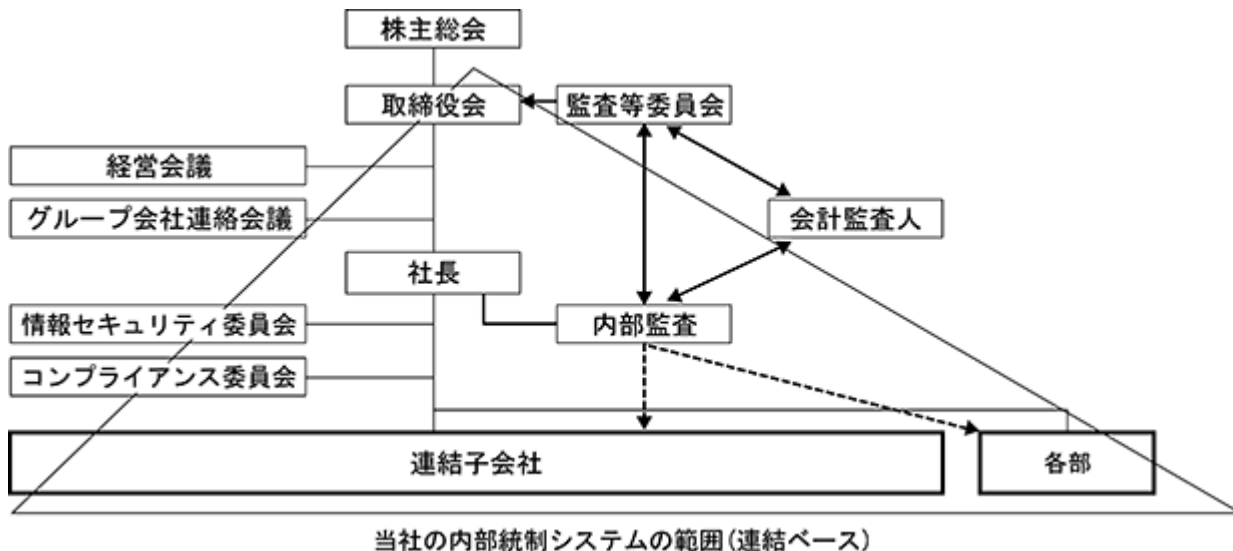 株主総会
取締役会
監査等委員会
経営会議
グループ会社連絡会議
会計監査人
社長
情報セキュリティ委員会
内部監査
コンプライアンス委員会
連結子会社
各部
当社の内部統制システムの範囲(連結ベース)